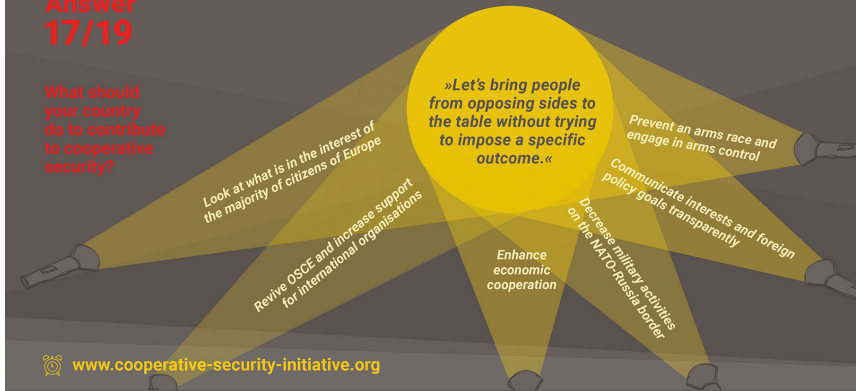 Answer
17/19
What should
your country
do to contribute
to cooperative
security?
»Let's bring people
from opposing sides to
the table without trying
to impose a specific
outcome.«
Look at what is in the interest of
the majority of citizens of Europe
Revive OSCE and increase support
for international organisations
Enhance
economic
cooperation
Decrease military activities
on the NATO-Russia border
Communicate interests and foreign
policy goals transparently
Prevent an arms race and
engage in arms control
www.cooperative-security-initiative.org